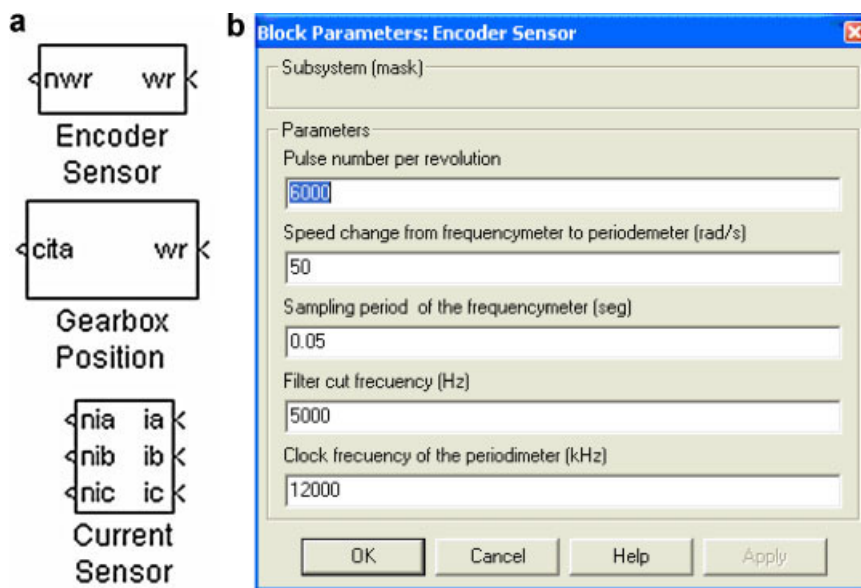 a
nwr wr
Encoder
Sensor
cita wr
Gearbox
Position
nia ia
nib ib
nic ic
Current
Sensor
b
Block Parameters: Encoder Sensor
Subsystem (mask)
Parameters
Pulse number per revolution
6000
Speed change from frequencymeter to periodemeter (rad/s)
50
Sampling period of the frequencymeter (seg)
0.05
Filter cut frecuency (Hz)
5000
Clock frecuency of the periodimeter (kHz)
12000
OK Cancel Help Apply